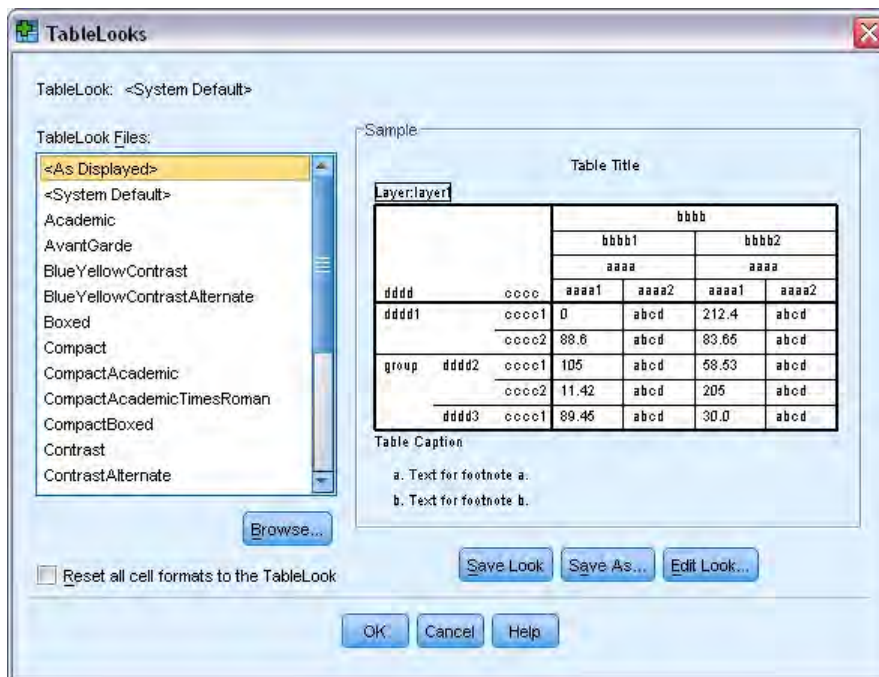 TableLooks
TableLook: <System Default>
TableLook Files:
<As Displayed>
<System Default>
Academic
AvantGarde
BlueYellowContrast
BlueYellowContrastAlternate
Boxed
Compact
CompactAcademic
CompactAcademicTimesRoman
CompactBoxed
Contrast
ContrastAlternate
Browse...
Reset all cell formats to the TableLook
Sample
Table Title
Layer:layer1
bbbb
bbbb1 bbbb2
aaaa aaaa
dddd cccc aaaa1 aaaa2 aaaa1 aaaa2
dddd1 cccc1 0 abcd 212.4 abcd
cccc2 88.6 abcd 83.65 abcd
group dddd2 cccc1 105 abcd 58.53 abcd
cccc2 11.42 abcd 205 abcd
dddd3 cccc1 89.45 abcd 30.0 abcd
Table Caption
a. Text for footnote a.
b. Text for footnote b.
Save Look Save As... Edit Look...
OK Cancel Help